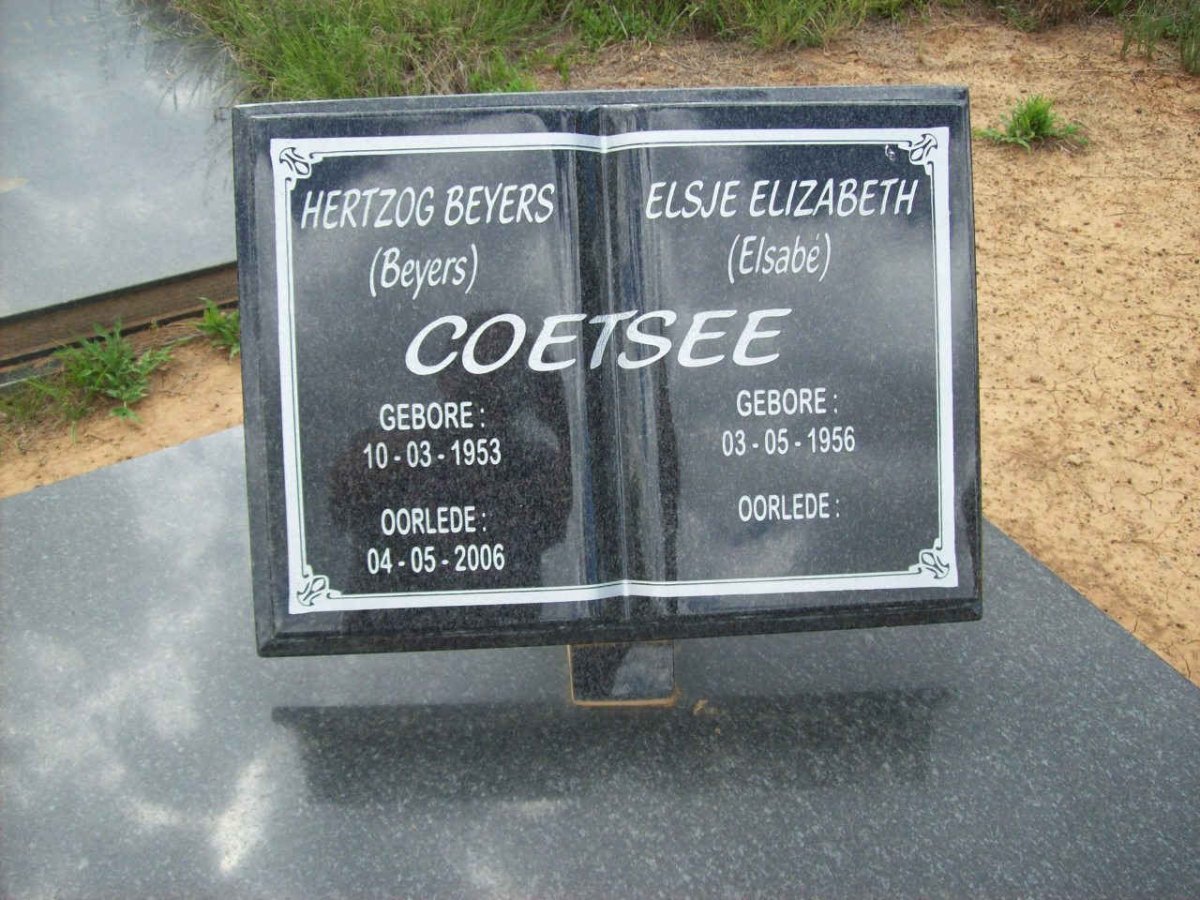 HERTZOG BEYERS
(Beyers)
ELSJE ELIZABETH
(Elsabé)
COETSEE
GEBORE :
10 - 03 - 1953
OORLEDE :
04 - 05 - 2006
GEBORE :
03 - 05 - 1956
OORLEDE :